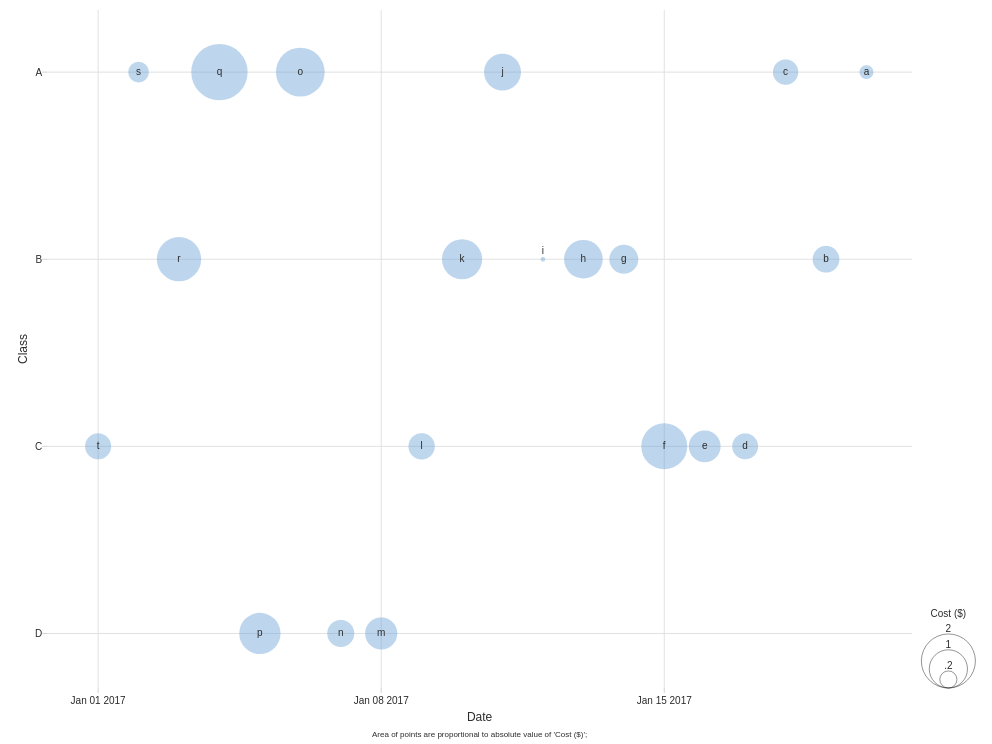 A
s
q
o
j
c
a
B
r
k
i
h
g
b
Class
C
t
l
f
e
d
D
p
n
m
Cost ($)
2
1
.2
Jan 01 2017
Jan 08 2017
Jan 15 2017
Date
Area of points are proportional to absolute value of 'Cost ($)';